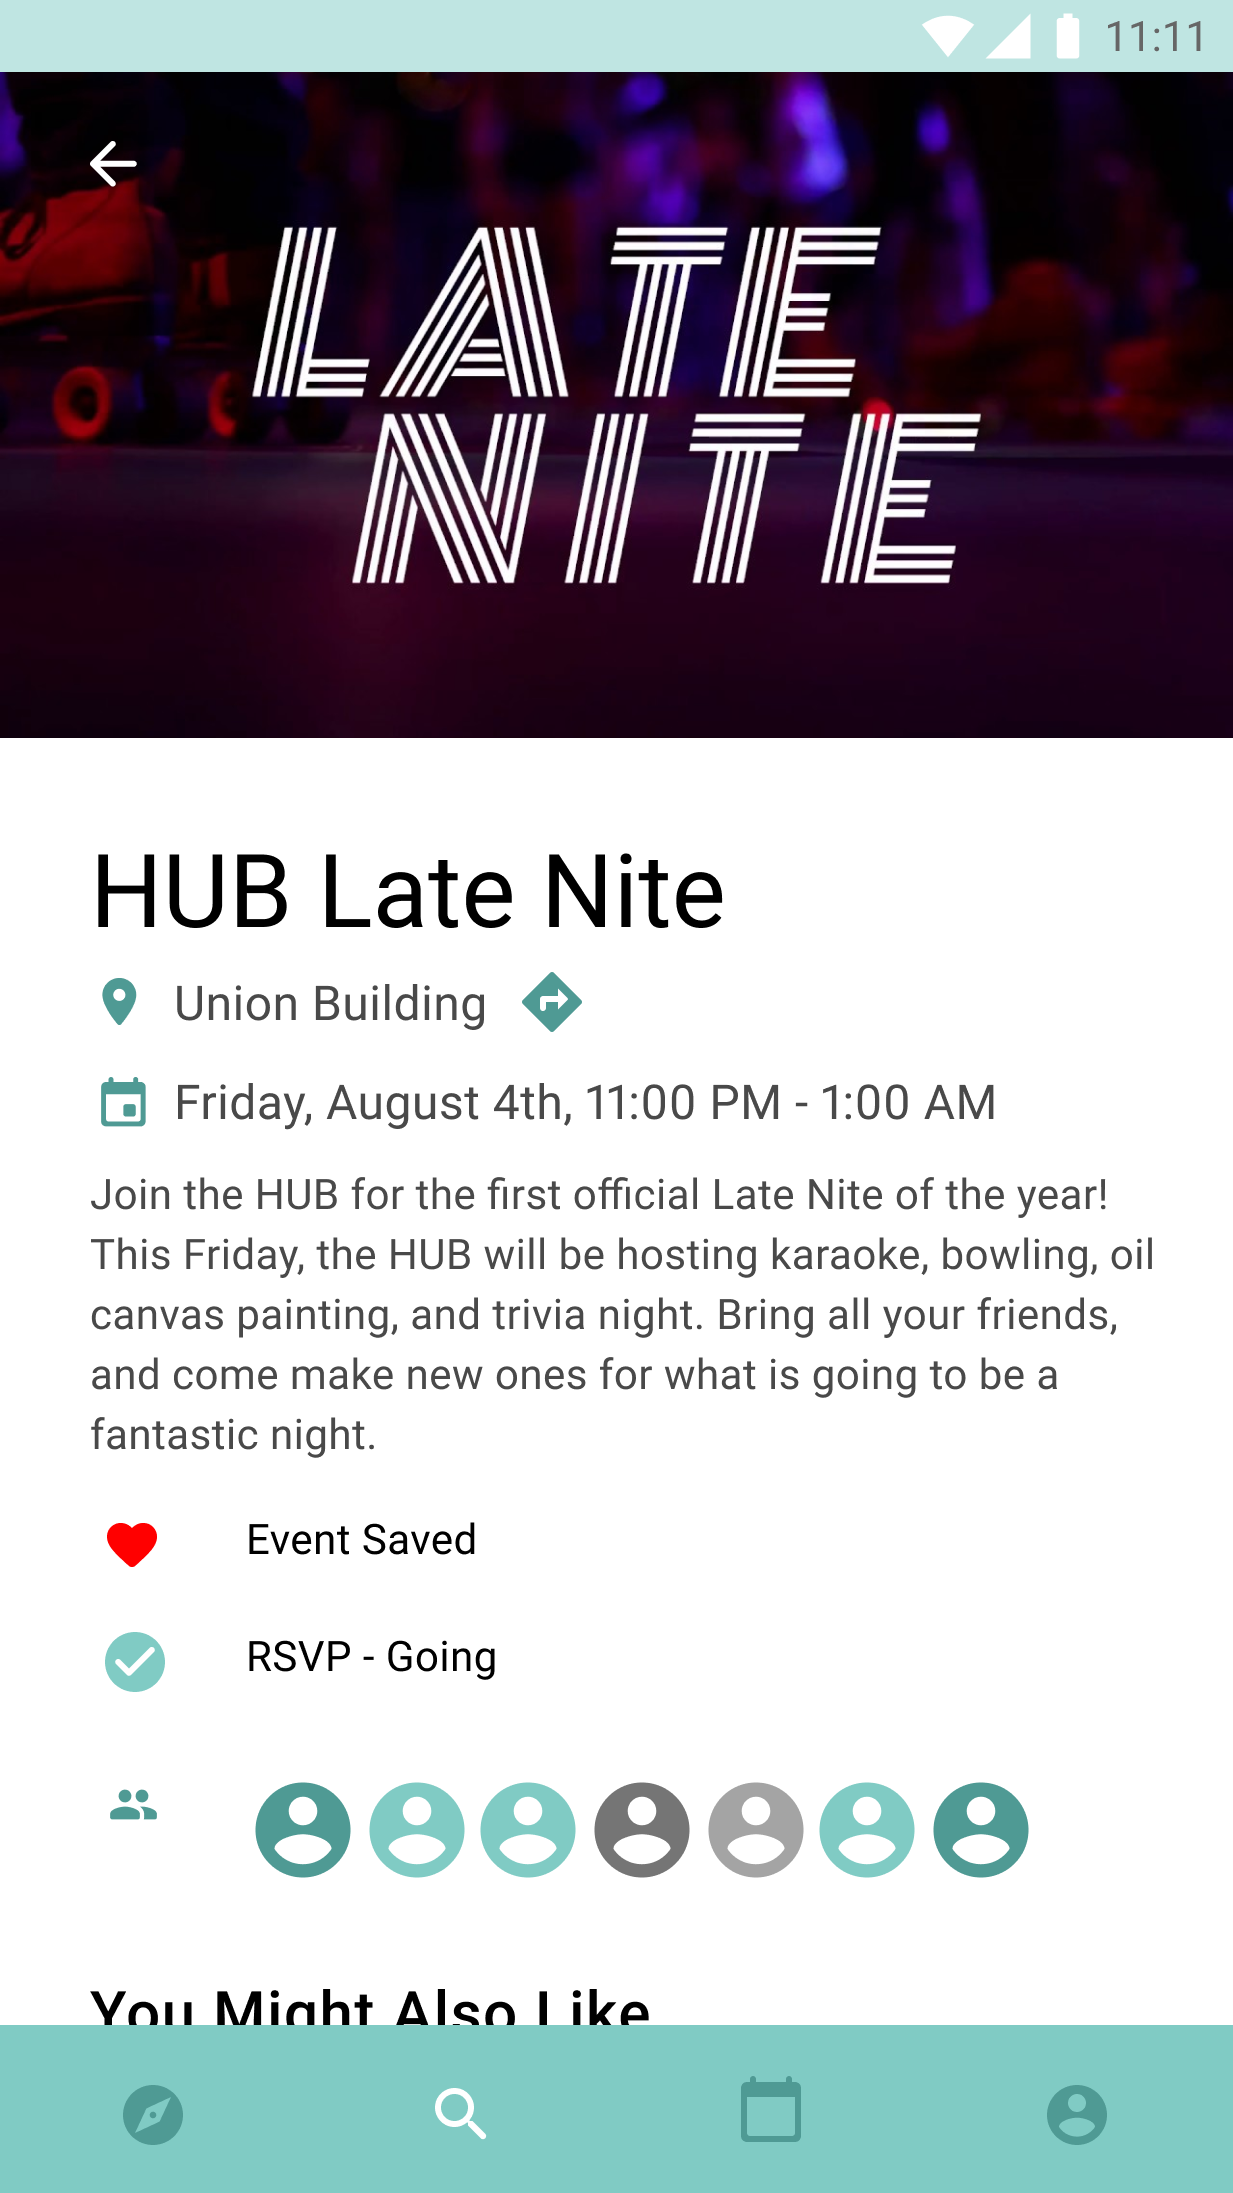 11:11
LATE
NITE
HUB Late Nite
Union Building
Friday, August 4th, 11:00 PM - 1:00 AM
Join the HUB for the first official Late Nite of the year!
This Friday, the HUB will be hosting karaoke, bowling, oil
canvas painting, and trivia night. Bring all your friends,
and come make new ones for what is going to be a
fantastic night.
Event Saved
RSVP - Going
You Might Also Like